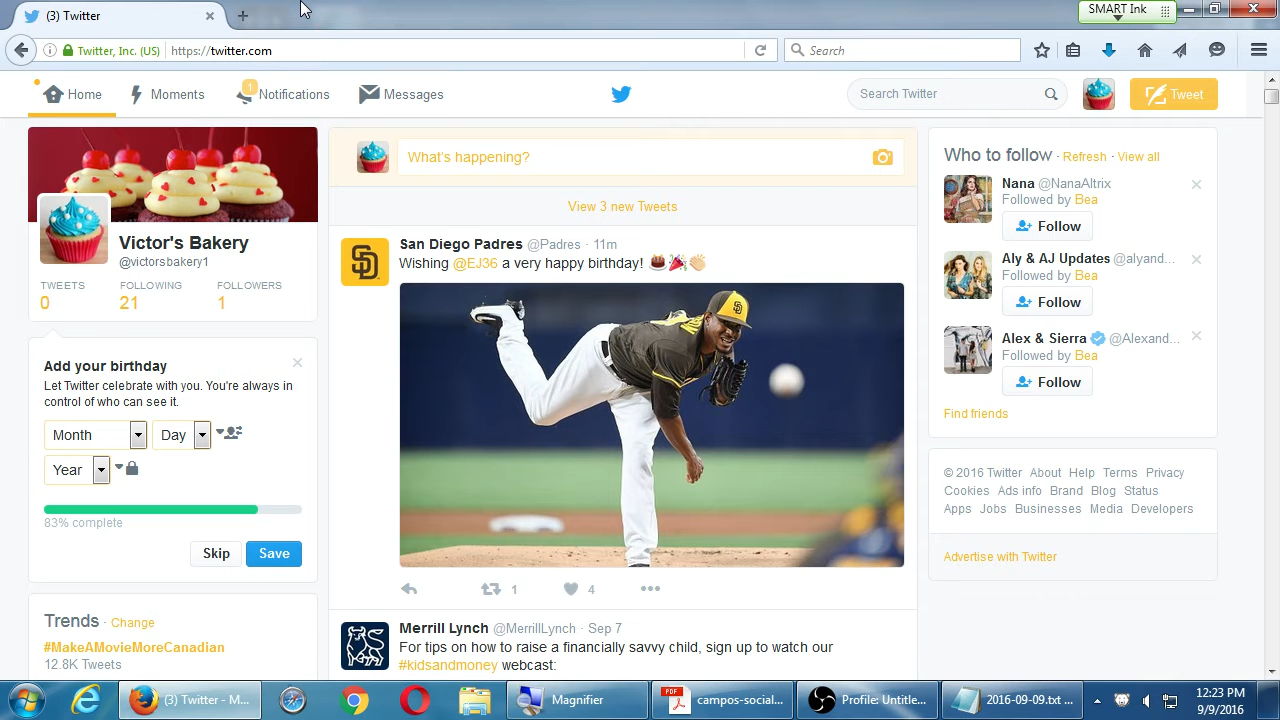 (3) Twitter
SMART Ink
Twitter, Inc. (US)
https://twitter.com
Search
Home
Moments
1
Notifications
Messages
Search Twitter
Tweet
Victor's Bakery
@victorsbakery1
TWEETS FOLLOWING FOLLOWERS
0 21 1
Add your birthday
Let Twitter celebrate with you. You're always in
control of who can see it.
Month Day
Year
83% complete
Skip Save
Trends · Change
#MakeAMovieMoreCanadian
12.8K Tweets
What's happening?
View 3 new Tweets
San Diego Padres @Padres · 11m
Wishing @EJ36 a very happy birthday!
1 4
Merrill Lynch @MerrillLynch · Sep 7
For tips on how to raise a financially savvy child, sign up to watch our
#kidsandmoney webcast:
Who to follow · Refresh · View all
Nana @NanaAltrix
Followed by Bea
Follow
Aly & AJ Updates @alyand...
Followed by Bea
Follow
Alex & Sierra @Alexand...
Followed by Bea
Follow
Find friends
© 2016 Twitter About Help Terms Privacy
Cookies Ads info Brand Blog Status
Apps Jobs Businesses Media Developers
Advertise with Twitter
(3) Twitter - M...
Magnifier
PDF
campos-social...
Profile: Untitle...
2016-09-09.txt ...
12:23 PM
9/9/2016